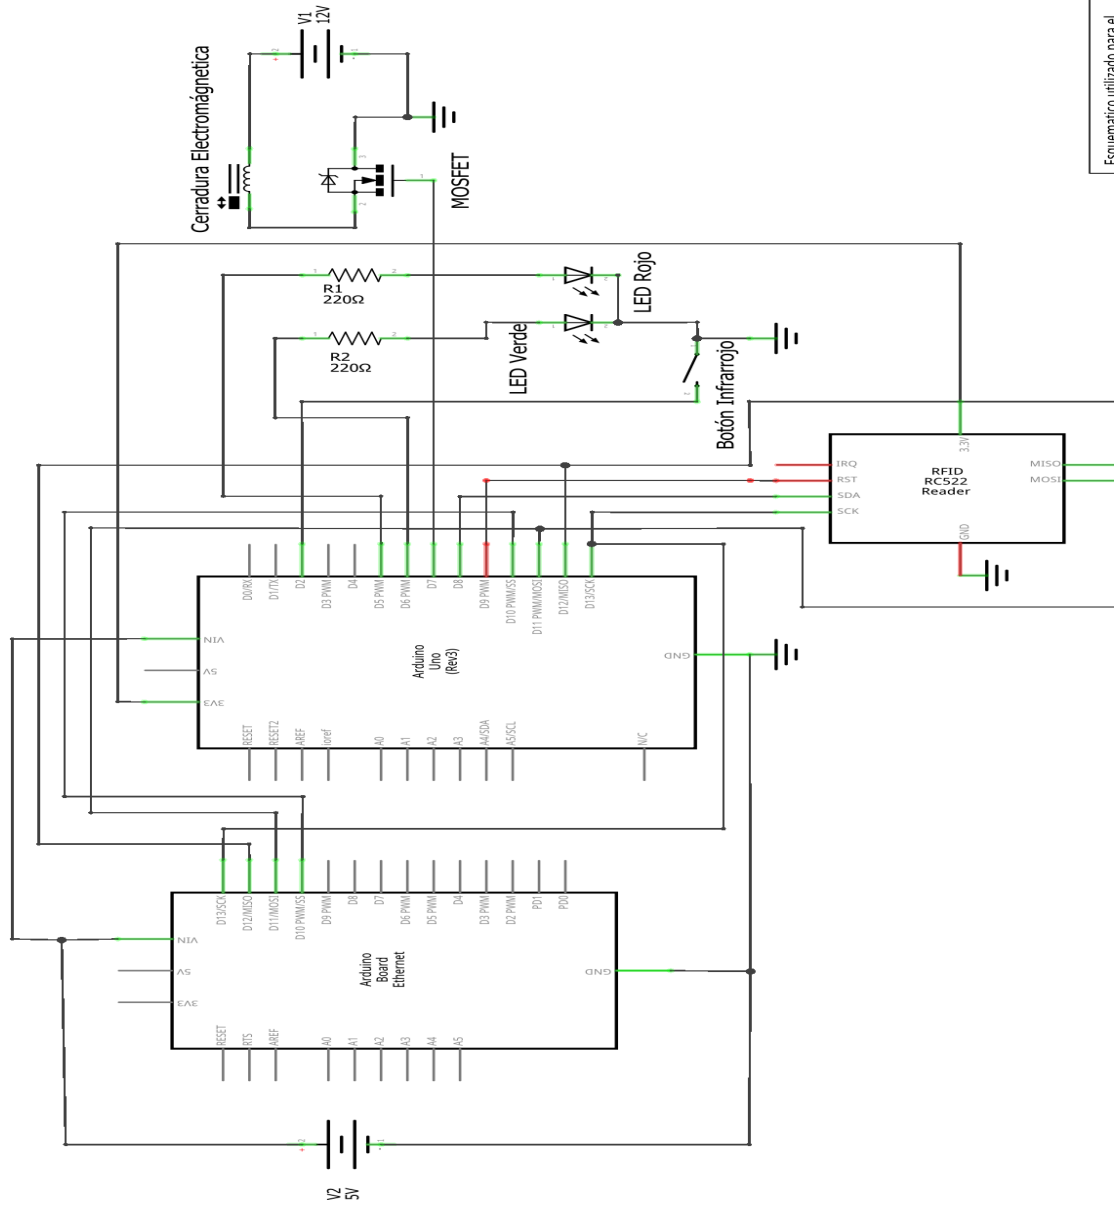 V1
12V
Cerradura Electromágnetica
MOSFET
Esquematico utilizado para el
R1
220Ω
R2
220Ω
LED Rojo
LED Verde
Botón Infrarrojo
IRQ
RST
SDA
SCK
3.3V
RFID
RC522
Reader
MISO
MOSI
GND
D0/RX
D1/TX
D2
D3 PWM
D4
D5 PWM
D6 PWM
D7
D8
D9 PWM
D10 PWM/SS
D11 PWM/MOSI
D12/MISO
D13/SCK
VIN
5V
3V3
Arduino
Uno
(Rev3)
GND
RESET
RESET2
AREF
ioref
A0
A1
A2
A3
A4/SDA
A5/SCL
N/C
D13/SCK
D12/MISO
D11/MOSI
D10 PWM/SS
D9 PWM
D8
D7
D6 PWM
D5 PWM
D4
D3 PWM
D2 PWM
PD1
PD0
VIN
5V
3V3
Arduino
Board
Ethernet
GND
RESET
RTS
AREF
A0
A1
A2
A3
A4
A5
V2
5V